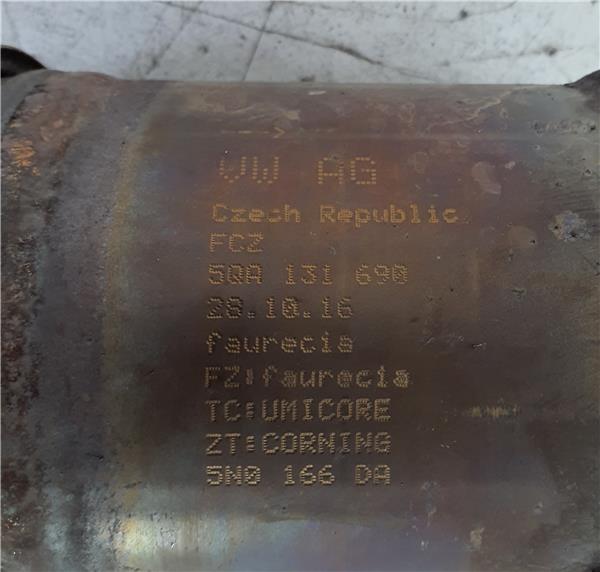 VW AG
Czech Republic
FCZ
5QA 131 690
28.10.16
faurecia
FZ:faurecia
TC:UMICORE
ZT:CORNING
5N0 166 DA